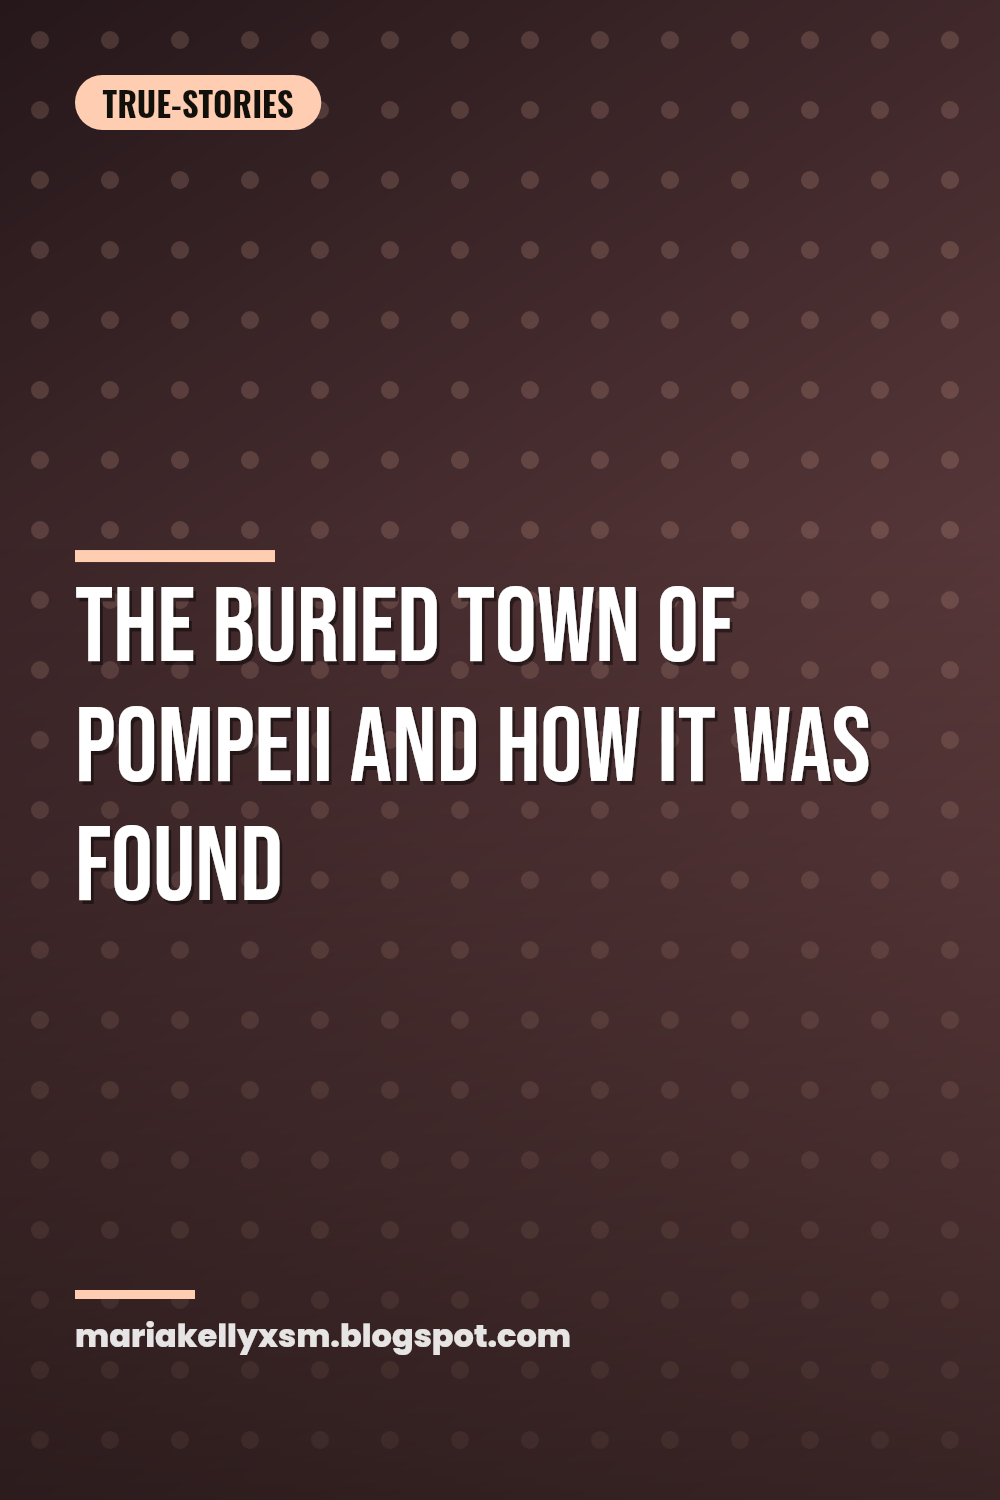 TRUE-STORIES
THE BURIED TOWN OF
POMPEII AND HOW IT WAS
FOUND
mariakellyxsm.blogspot.com